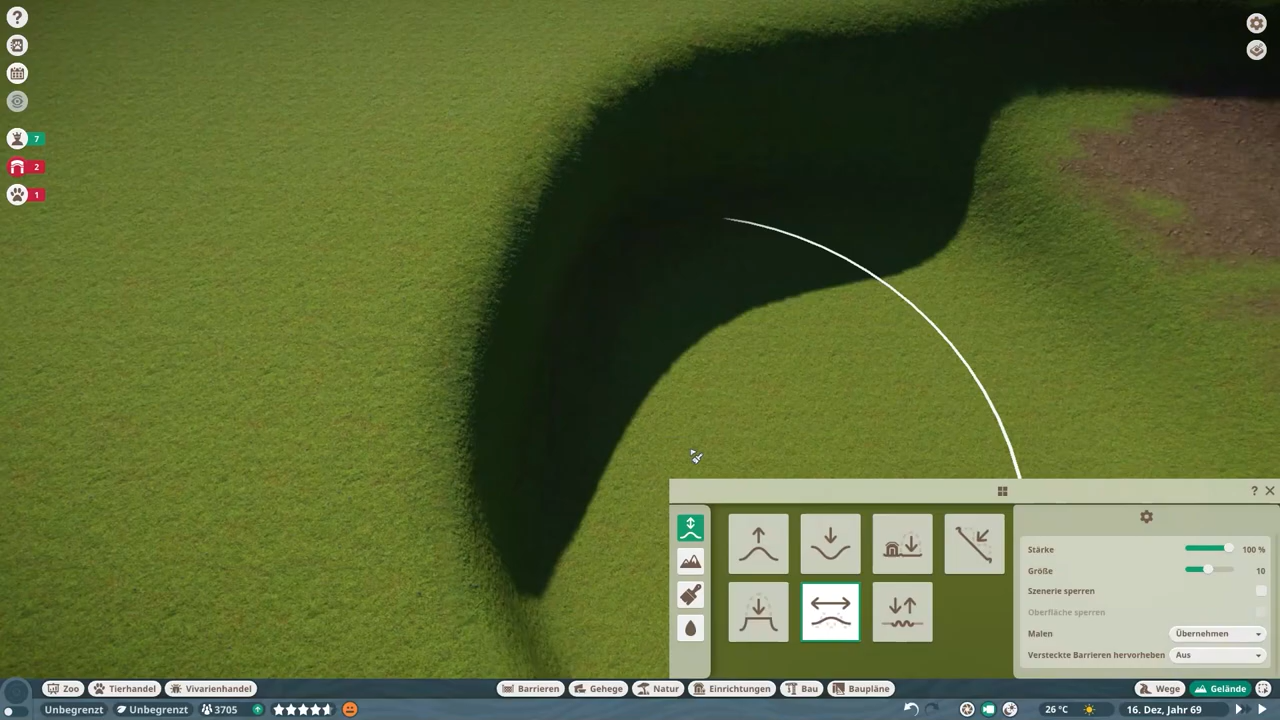 ?
7
2
1
?
Stärke 100 %
Größe 10
Szenerie sperren
Oberfläche sperren
Malen Übernehmen
Versteckte Barrieren hervorheben Aus
Zoo Tierhandel Vivarienhandel Barrieren Gehege Natur Einrichtungen Bau Baupläne Wege Gelände
Unbegrenzt Unbegrenzt 3705 26 °C 16. Dez, Jahr 69